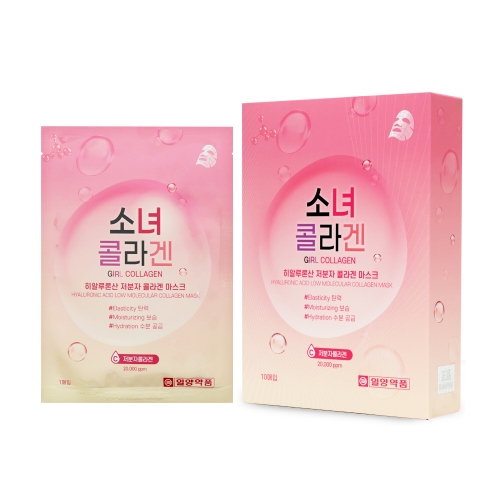 소녀
콜라겐
GIRL COLLAGEN
히알루론산 저분자 콜라겐 마스크
HYALURONIC ACID LOW MOLECULAR COLLAGEN MASK
#Elasticity 탄력
#Moisturizing 보습
#Hydration 수분 공급
저분자콜라겐
20,000 ppm
1매입
일양약품
소녀
콜라겐
GIRL COLLAGEN
히알루론산 저분자 콜라겐 마스크
HYALURONIC ACID LOW MOLECULAR COLLAGEN MASK
#Elasticity 탄력
#Moisturizing 보습
#Hydration 수분 공급
저분자콜라겐
20,000 ppm
10매입
일양약품